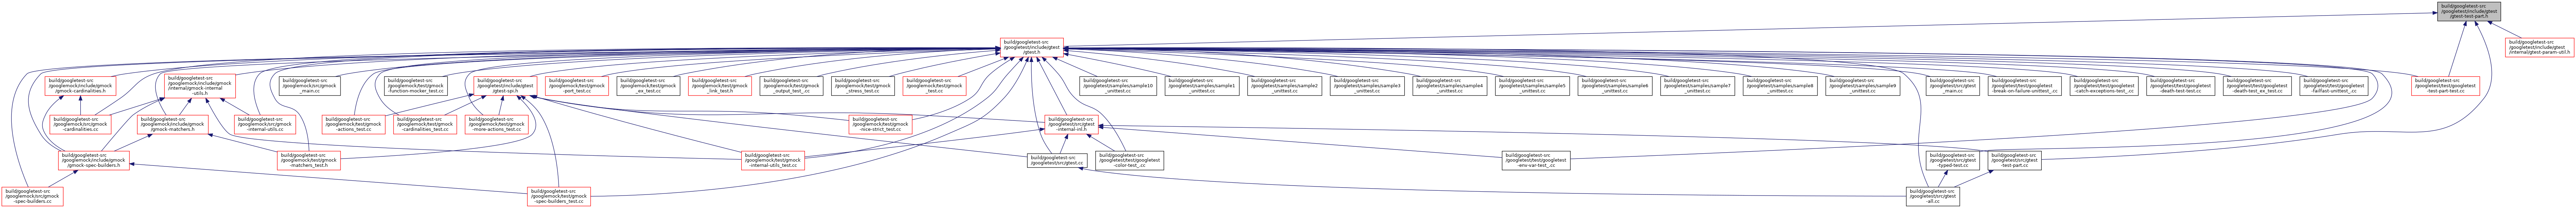 build/googletest-src
/googletest/include/gtest
/gtest-test-part.h
build/googletest-src
/googletest/include/gtest
/gtest.h
build/googletest-src
/googletest/include/gtest
/internal/gtest-param-util.h
build/googletest-src
/googlemock/include/gmock
/gmock-cardinalities.h
build/googletest-src
/googlemock/include/gmock
/internal/gmock-internal
-utils.h
build/googletest-src
/googlemock/src/gmock
_main.cc
build/googletest-src
/googlemock/test/gmock
-function-mocker_test.cc
build/googletest-src
/googletest/include/gtest
/gtest-spi.h
build/googletest-src
/googlemock/test/gmock
-port_test.cc
build/googletest-src
/googlemock/test/gmock
_ex_test.cc
build/googletest-src
/googlemock/test/gmock
_link_test.h
build/googletest-src
/googlemock/test/gmock
_output_test_.cc
build/googletest-src
/googlemock/test/gmock
_stress_test.cc
build/googletest-src
/googlemock/test/gmock
_test.cc
build/googletest-src
/googletest/samples/sample10
_unittest.cc
build/googletest-src
/googletest/samples/sample1
_unittest.cc
build/googletest-src
/googletest/samples/sample2
_unittest.cc
build/googletest-src
/googletest/samples/sample3
_unittest.cc
build/googletest-src
/googletest/samples/sample4
_unittest.cc
build/googletest-src
/googletest/samples/sample5
_unittest.cc
build/googletest-src
/googletest/samples/sample6
_unittest.cc
build/googletest-src
/googletest/samples/sample7
_unittest.cc
build/googletest-src
/googletest/samples/sample8
_unittest.cc
build/googletest-src
/googletest/samples/sample9
_unittest.cc
build/googletest-src
/googletest/src/gtest
_main.cc
build/googletest-src
/googletest/test/googletest
-break-on-failure-unittest_.cc
build/googletest-src
/googletest/test/googletest
-catch-exceptions-test_.cc
build/googletest-src
/googletest/test/googletest
-death-test-test.cc
build/googletest-src
/googletest/test/googletest
-death-test_ex_test.cc
build/googletest-src
/googletest/test/googletest
-failfast-unittest_.cc
build/googletest-src
/googletest/test/googletest
-test-part-test.cc
build/googletest-src
/googlemock/src/gmock
-cardinalities.cc
build/googletest-src
/googlemock/include/gmock
/gmock-matchers.h
build/googletest-src
/googlemock/src/gmock
-internal-utils.cc
build/googletest-src
/googlemock/test/gmock
-actions_test.cc
build/googletest-src
/googlemock/test/gmock
-cardinalities_test.cc
build/googletest-src
/googlemock/test/gmock
-more-actions_test.cc
build/googletest-src
/googlemock/test/gmock
-nice-strict_test.cc
build/googletest-src
/googletest/src/gtest
-internal-inl.h
build/googletest-src
/googlemock/include/gmock
/gmock-spec-builders.h
build/googletest-src
/googlemock/test/gmock
-matchers_test.h
build/googletest-src
/googlemock/test/gmock
-internal-utils_test.cc
build/googletest-src
/googletest/src/gtest.cc
build/googletest-src
/googletest/test/googletest
-color-test_.cc
build/googletest-src
/googletest/test/googletest
-env-var-test_.cc
build/googletest-src
/googletest/src/gtest
-typed-test.cc
build/googletest-src
/googletest/src/gtest
-test-part.cc
build/googletest-src
/googlemock/src/gmock
-spec-builders.cc
build/googletest-src
/googlemock/test/gmock
-spec-builders_test.cc
build/googletest-src
/googletest/src/gtest
-all.cc